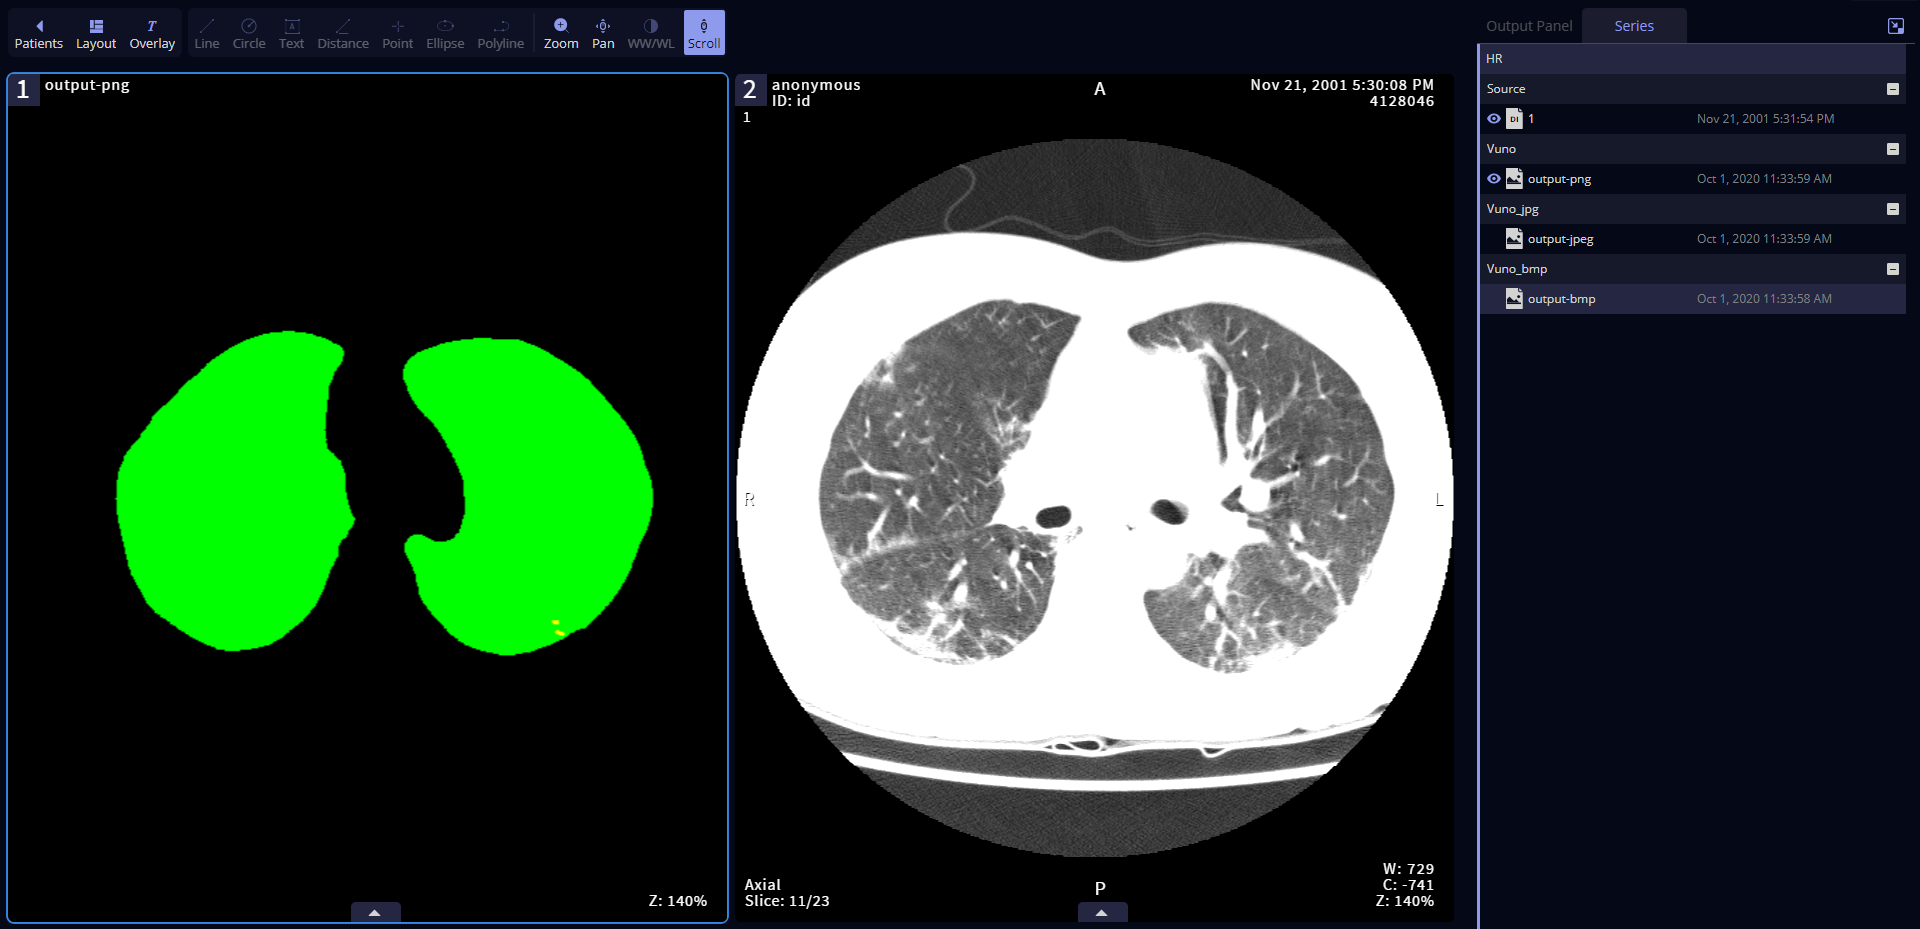 Patients Layout Overlay Line Circle Text Distance Point Ellipse Polyline Zoom Pan WW/WL Scroll
Output Panel Series
1 output-png
Z: 140%
2 anonymous
ID: id
1
A
Nov 21, 2001 5:30:08 PM
4128046
R
L
Axial
Slice: 11/23
P
W: 729
C: -741
Z: 140%
HR
Source
DI 1 Nov 21, 2001 5:31:54 PM
Vuno
output-png Oct 1, 2020 11:33:59 AM
Vuno_jpg
output-jpeg Oct 1, 2020 11:33:59 AM
Vuno_bmp
output-bmp Oct 1, 2020 11:33:58 AM